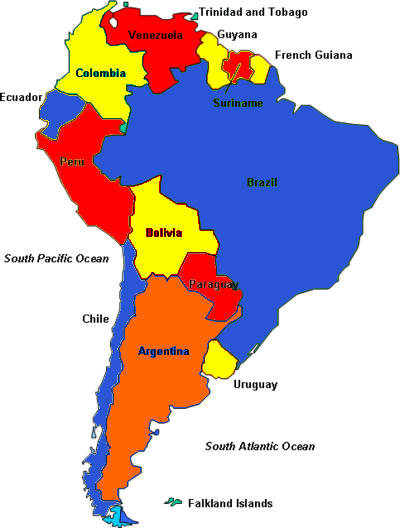 Trinidad and Tobago
Venezuela
Guyana
French Guiana
Colombia
Suriname
Ecuador
Peru
Brazil
Bolivia
South Pacific Ocean
Paraguay
Chile
Argentina
Uruguay
South Atlantic Ocean
Falkland Islands